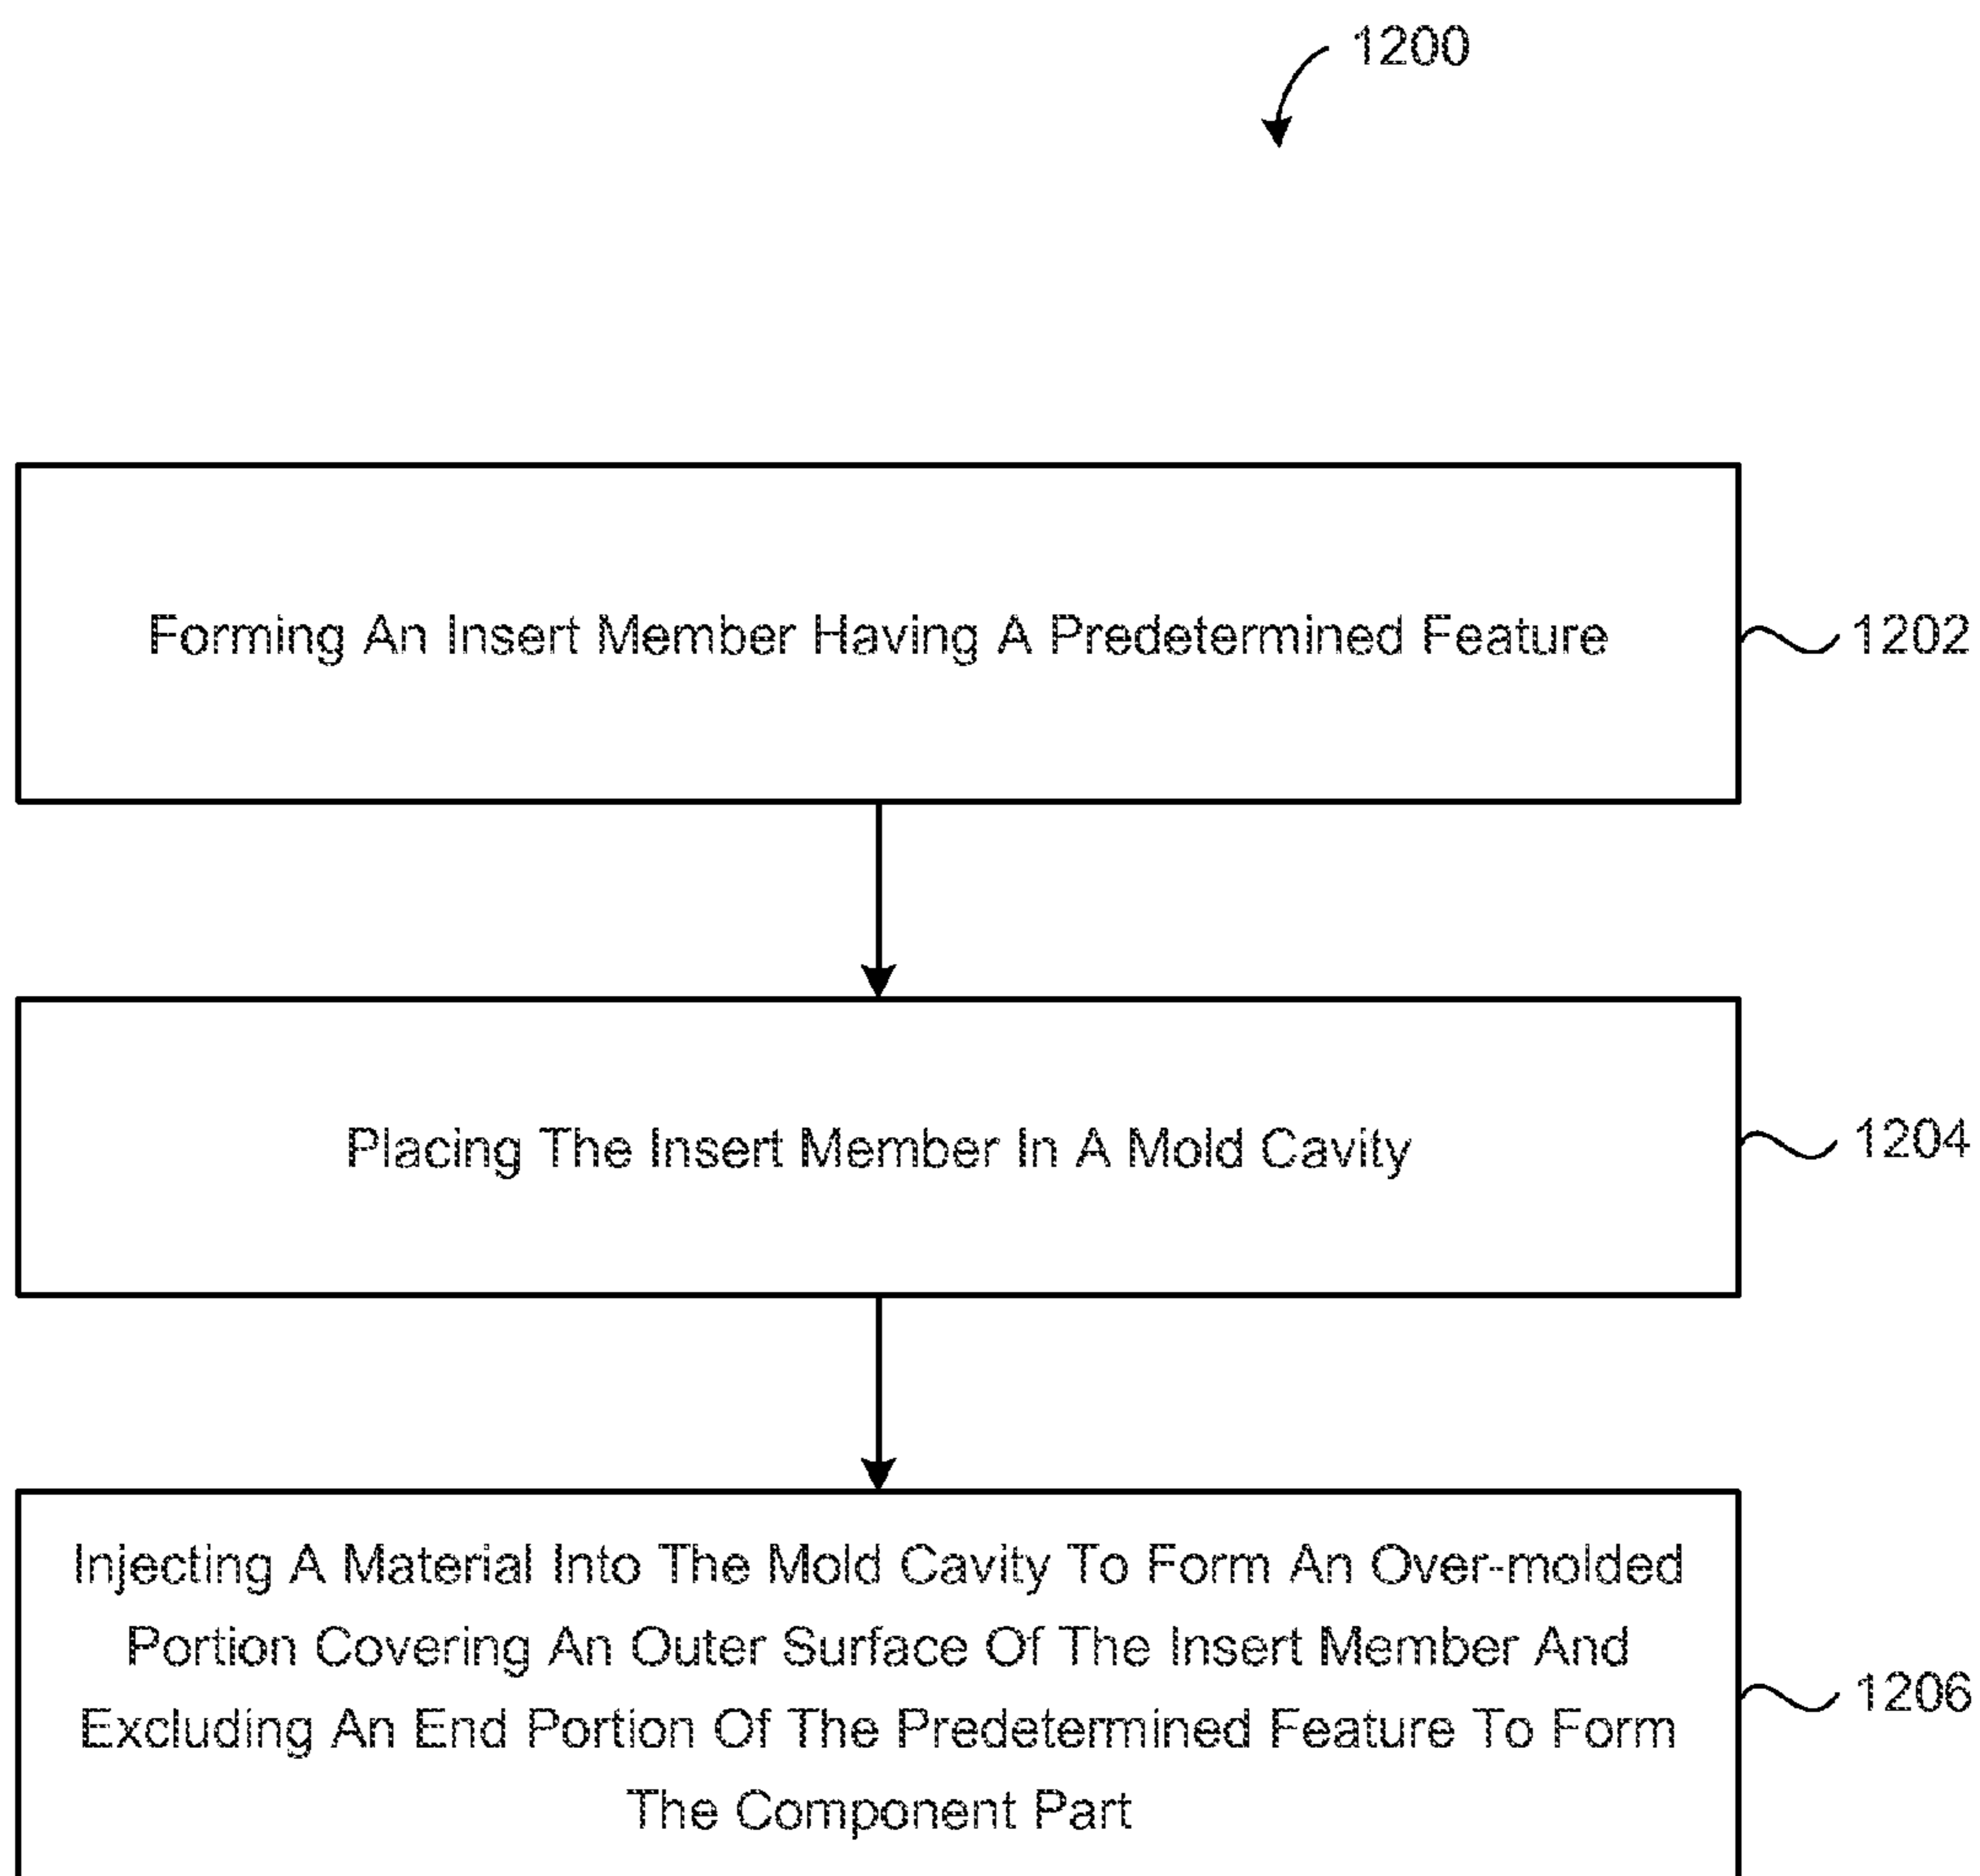 1200
Forming An Insert Member Having A Predetermined Feature
1202
Placing The Insert Member In A Mold Cavity
1204
Injecting A Material Into The Mold Cavity To Form An Over-molded
Portion Covering An Outer Surface Of The Insert Member And
Excluding An End Portion Of The Predetermined Feature To Form
The Component Part
1206